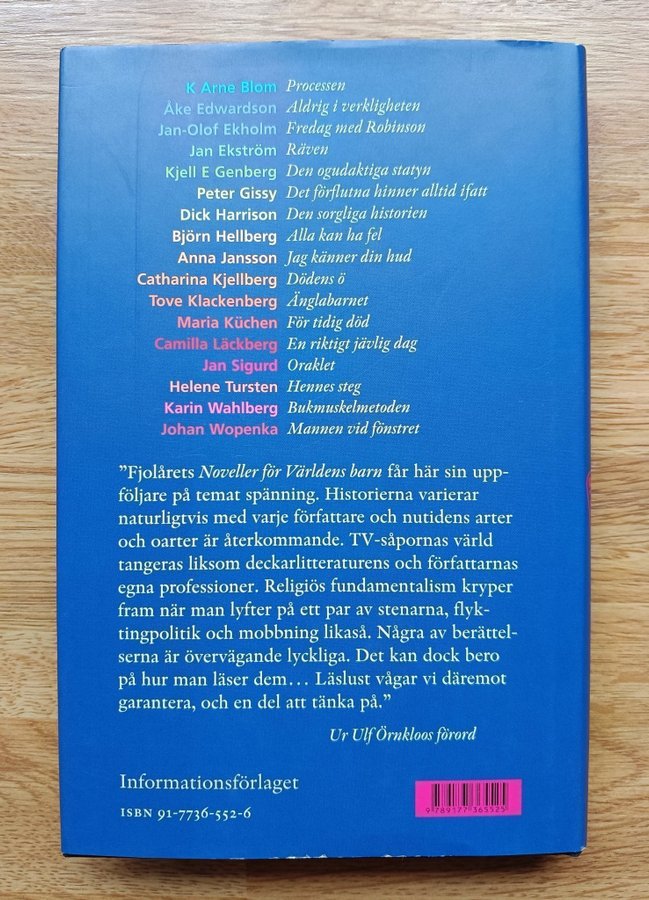 K Arne Blom Processen
Åke Edwardson Aldrig i verkligheten
Jan-Olof Ekholm Fredag med Robinson
Jan Ekström Räven
Kjell E Genberg Den ogudaktiga statyn
Peter Gissy Det förflutna hinner alltid ifatt
Dick Harrison Den sorgliga historien
Björn Hellberg Alla kan ha fel
Anna Jansson Jag känner din hud
Catharina Kjellberg Dödens ö
Tove Klackenberg Änglabarnet
Maria Küchen För tidig död
Camilla Läckberg En riktigt jävlig dag
Jan Sigurd Oraklet
Helene Tursten Hennes steg
Karin Wahlberg Bukmuskelmetoden
Johan Wopenka Mannen vid fönstret
”Fjolårets Noveller för Världens barn får här sin upp-
följare på temat spänning. Historierna varierar
naturligtvis med varje författare och nutidens arter
och oarter är återkommande. TV-såpornas värld
tangeras liksom deckarlitteraturens och författarnas
egna professioner. Religiös fundamentalism kryper
fram när man lyfter på ett par av stenarna, flyk-
tingpolitik och mobbning likaså. Några av berättel-
serna är övervägande lyckliga. Det kan dock bero
på hur man läser dem… Läslust vågar vi däremot
garantera, och en del att tänka på.”
Ur Ulf Örnkloos förord
Informationsförlaget
ISBN 91-7736-552-6
9 789177 365525